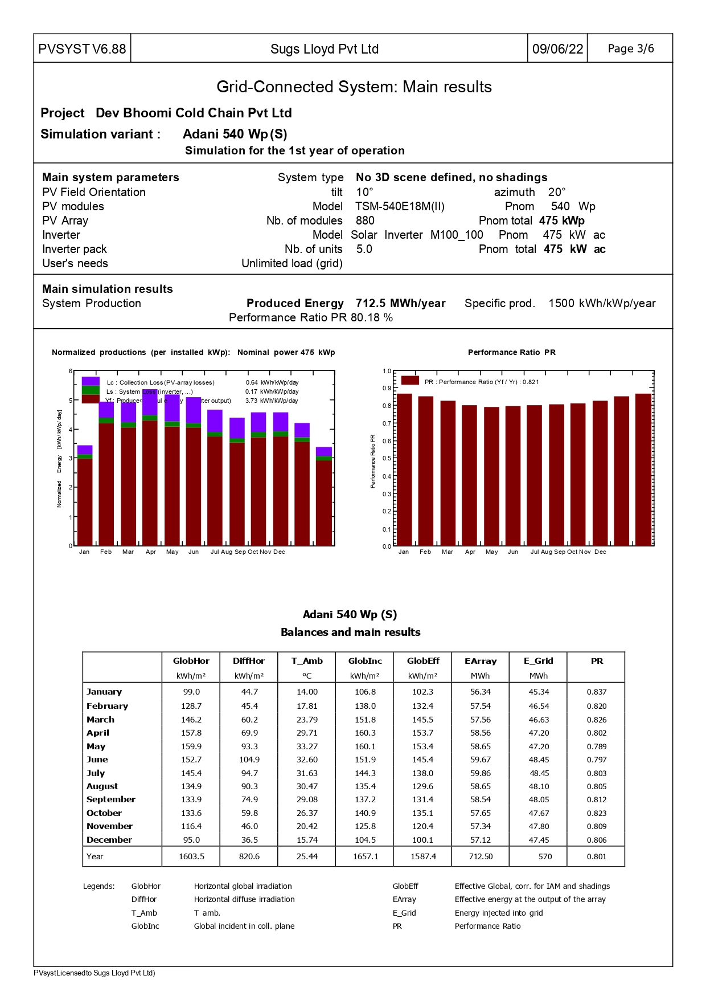 PVSYST V6.88 Sugs Lloyd Pvt Ltd 09/06/22 Page 3/6
Grid-Connected System: Main results
Project Dev Bhoomi Cold Chain Pvt Ltd
Simulation variant : Adani 540 Wp (S)
Simulation for the 1st year of operation
Main system parameters System type No 3D scene defined, no shadings
PV Field Orientation tilt 10° azimuth 20°
PV modules Model TSM-540E18M(II) Pnom 540 Wp
PV Array Nb. of modules 880 Pnom total 475 kWp
Inverter Model Solar Inverter M100_100 Pnom 475 kW ac
Inverter pack Nb. of units 5.0 Pnom total 475 kW ac
User's needs Unlimited load (grid)
Main simulation results
System Production Produced Energy 712.5 MWh/year Specific prod. 1500 kWh/kWp/year
Performance Ratio PR 80.18 %
Normalized productions (per installed kWp): Nominal power 475 kWp
6
5
4
3
2
1
0
Normalized Energy [kWh/kWp/day]
Lc : Collection Loss (PV-array losses) 0.64 kWh/kWp/day
Ls : System Loss (inverter, ...) 0.17 kWh/kWp/day
Yf : output) 3.73 kWh/kWp/day
Jan Feb Mar Apr May Jun Jul Aug Sep Oct Nov Dec
Performance Ratio PR
1.0
0.9
0.8
0.7
0.6
0.5
0.4
0.3
0.2
0.1
0.0
Performance Ratio PR
PR : Performance Ratio (Yf / Yr) : 0.821
Jan Feb Mar Apr May Jun Jul Aug Sep Oct Nov Dec
Adani 540 Wp (S)
Balances and main results
GlobHor DiffHor T_Amb GlobInc GlobEff EArray E_Grid PR
kWh/m² kWh/m² °C kWh/m² kWh/m² MWh MWh
January 99.0 44.7 14.00 106.8 102.3 56.34 45.34 0.837
February 128.7 45.4 17.81 138.0 132.4 57.54 46.54 0.820
March 146.2 60.2 23.79 151.8 145.5 57.56 46.63 0.826
April 157.8 69.9 29.71 160.3 153.7 58.56 47.20 0.802
May 159.9 93.3 33.27 160.1 153.4 58.65 47.20 0.789
June 152.7 104.9 32.60 151.9 145.4 59.67 48.45 0.797
July 145.4 94.7 31.63 144.3 138.0 59.86 48.45 0.803
August 134.9 90.3 30.47 135.4 129.6 58.65 48.10 0.805
September 133.9 74.9 29.08 137.2 131.4 58.54 48.05 0.812
October 133.6 59.8 26.37 140.9 135.1 57.65 47.67 0.823
November 116.4 46.0 20.42 125.8 120.4 57.34 47.80 0.809
December 95.0 36.5 15.74 104.5 100.1 57.12 47.45 0.806
Year 1603.5 820.6 25.44 1657.1 1587.4 712.50 570 0.801
Legends: GlobHor Horizontal global irradiation GlobEff Effective Global, corr. for IAM and shadings
DiffHor Horizontal diffuse irradiation EArray Effective energy at the output of the array
T_Amb T amb. E_Grid Energy injected into grid
GlobInc Global incident in coll. plane PR Performance Ratio
PVsystLicensedto Sugs Lloyd Pvt Ltd)